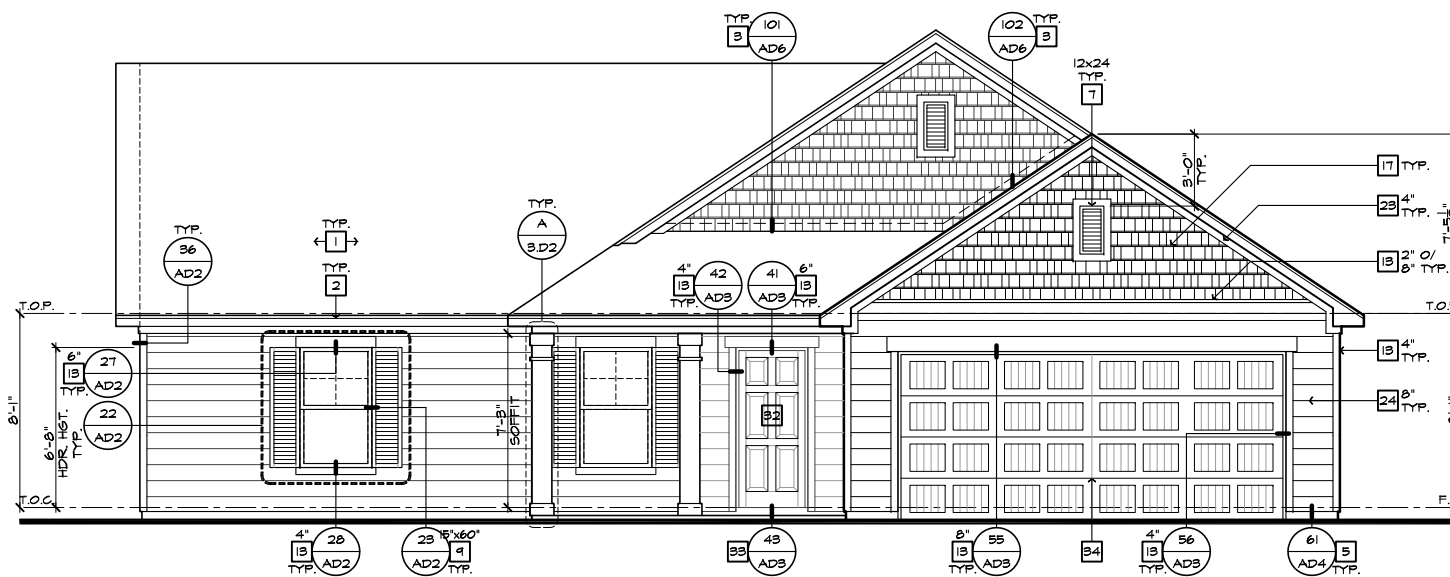 TYP.
3
101
AD6
102
AD6
TYP.
3
12x24
TYP.
7
3'-0"
TYP.
17 TYP.
23 4"
TYP.
13 2" O/
8" TYP.
7'-5
TYP.
A
3.D2
TYP.
36
AD2
TYP.
1
TYP.
2
4"
13
TYP.
42
AD3
41
AD3
6"
13
TYP.
T.O.P.
T.O.
6"
13
TYP.
27
AD2
22
AD2
8'-1"
6'-8"
HDR. HGT.
TYP.
7'-3"
SOFFIT
32
13 4"
TYP.
24 8"
TYP.
T.O.C.
F.
4"
13
TYP.
28
AD2
23
AD2
15"x60"
9
TYP.
33
43
AD3
8"
13
TYP.
55
AD3
34
4"
13
TYP.
56
AD3
61
AD4
5
TYP.